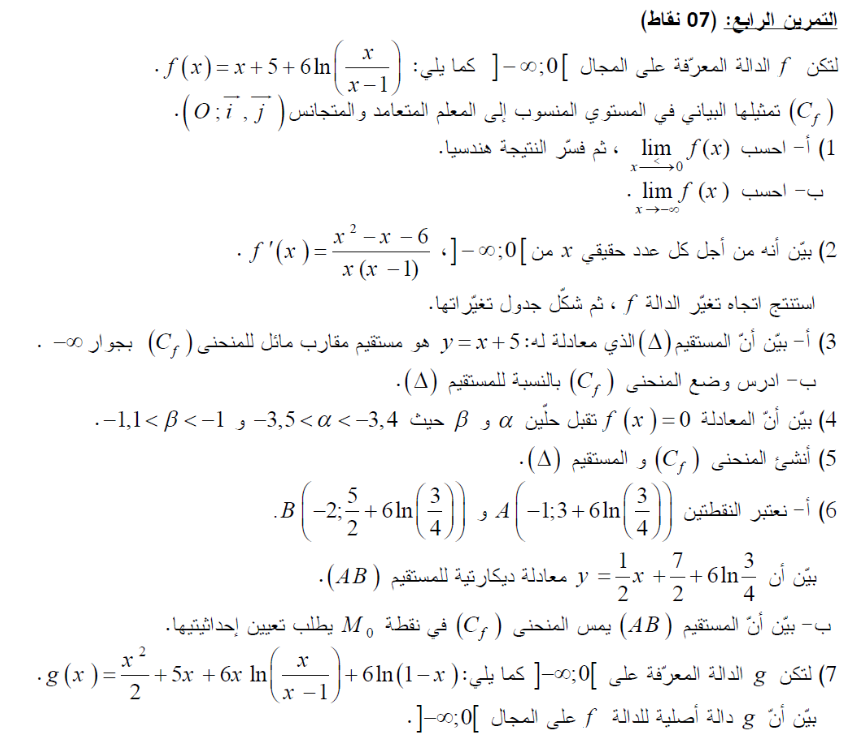 التمرين الرابع: (07 نقاط)
لتكن f الدالة المعرّفة على المجال ]-∞;0[ كما يلي: f(x)=x+5+6ln(x/(x-1)) .
(C_f) تمثيلها البياني في المستوي المنسوب إلى المعلم المتعامد والمتجانس (O; i⃗, j⃗).
1) أ- احسب lim_{x→^{<}0} f(x) ، ثم فسّر النتيجة هندسيا.
ب- احسب lim_{x→-∞} f(x) .
2) بيّن أنه من أجل كل عدد حقيقي x من ]-∞;0[، f'(x)=(x²-x-6)/(x(x-1)) .
استنتج اتجاه تغيّر الدالة f ، ثم شكّل جدول تغيّراتها.
3) أ- بيّن أنّ المستقيم (Δ) الذي معادلة له: y=x+5 هو مستقيم مقارب مائل للمنحنى (C_f) بجوار -∞ .
ب- ادرس وضع المنحنى (C_f) بالنسبة للمستقيم (Δ).
4) بيّن أنّ المعادلة f(x)=0 تقبل حلّين α و β حيث -3,5<α<-3,4 و -1,1<β<-1.
5) أنشئ المنحنى (C_f) و المستقيم (Δ).
6) أ- نعتبر النقطتين A(-1;3+6ln(3/4)) و B(-2;5/2+6ln(3/4)).
بيّن أن y=1/2x+7/2+6ln3/4 معادلة ديكارتية للمستقيم (AB).
ب- بيّن أنّ المستقيم (AB) يمس المنحنى (C_f) في نقطة M₀ يطلب تعيين إحداثيتيها.
7) لتكن g الدالة المعرّفة على ]-∞;0[ كما يلي: g(x)=x²/2+5x+6x ln(x/(x-1))+6ln(1-x) .
بيّن أنّ g دالة أصلية للدالة f على المجال ]-∞;0[.